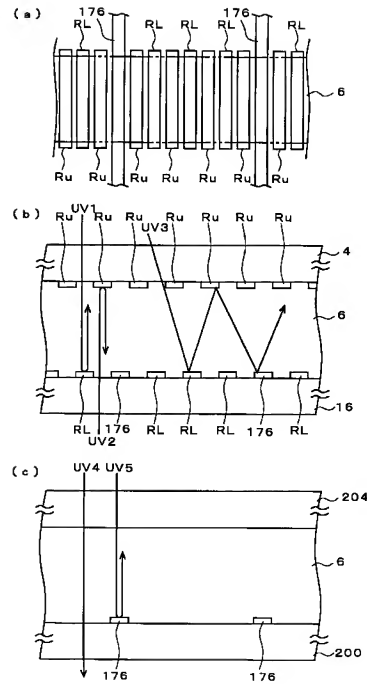 (a)
176 176
RL RL RL RL RL
6
Ru Ru Ru Ru Ru Ru Ru
(b)
Ru Ru Ru Ru Ru Ru Ru
UV1 UV3
4
6
16
RL 176 RL RL RL 176 RL
UV2
(c)
UV4 UV5
204
6
176 176 200